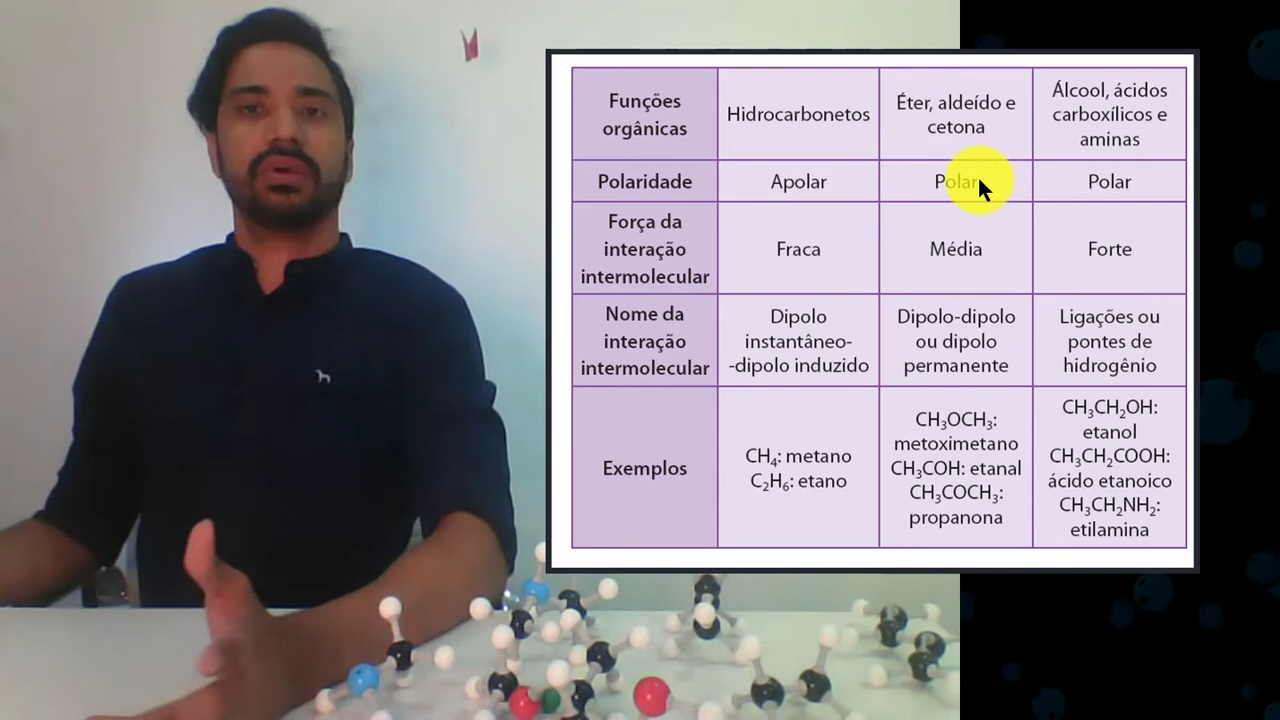 Funções
orgânicas
Hidrocarbonetos
Éter, aldeído e
cetona
Álcool, ácidos
carboxílicos e
aminas
Polaridade
Apolar
Polar
Polar
Força da
interação
intermolecular
Fraca
Média
Forte
Nome da
interação
intermolecular
Dipolo
instantâneo-
-dipolo induzido
Dipolo-dipolo
ou dipolo
permanente
Ligações ou
pontes de
hidrogênio
Exemplos
CH₄: metano
C₂H₆: etano
CH₃OCH₃:
metoximetano
CH₃COH: etanal
CH₃COCH₃:
propanona
CH₃CH₂OH:
etanol
CH₃CH₂COOH:
ácido etanoico
CH₃CH₂NH₂:
etilamina